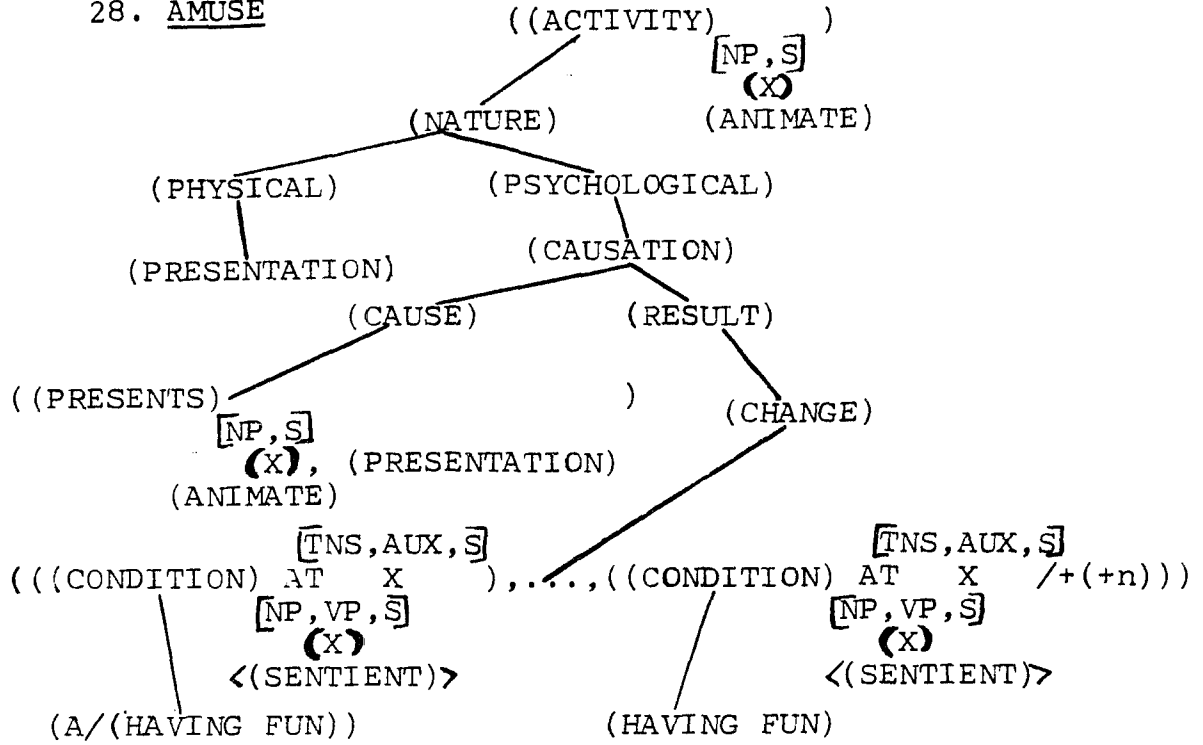 28. AMUSE ((ACTIVITY) )
[NP,S]
(X)
(NATURE) (ANIMATE)
(PHYSICAL) (PSYCHOLOGICAL)
(CAUSATION)
(PRESENTATION)
(CAUSE) (RESULT)
((PRESENTS) )
(CHANGE)
[NP,S]
(X), (PRESENTATION)
(ANIMATE)
[TNS,AUX,S] [TNS,AUX,S]
(((CONDITION) AT X ),...,((CONDITION) AT X /+(+n)))
[NP,VP,S] [NP,VP,S]
(X) (X)
<(SENTIENT)> <(SENTIENT)>
(A/(HAVING FUN)) (HAVING FUN)